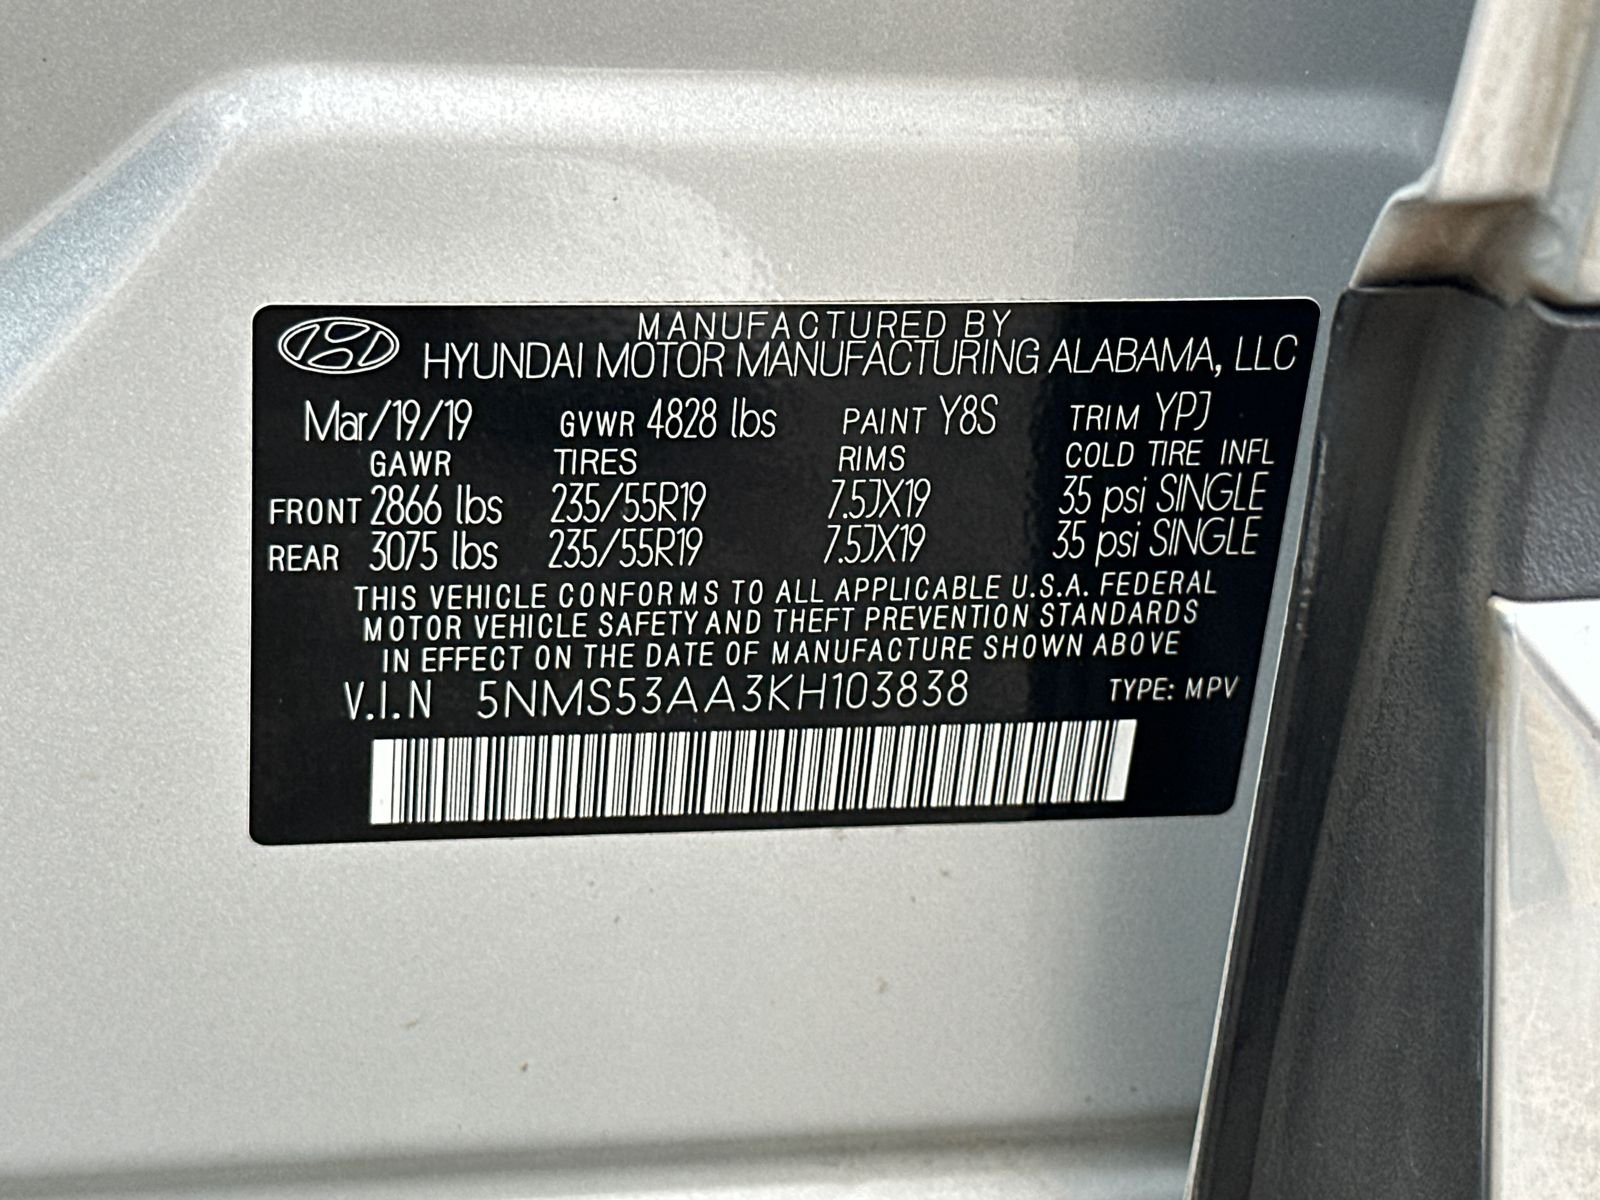 MANUFACTURED BY
HYUNDAI MOTOR MANUFACTURING ALABAMA, LLC
Mar/19/19 GVWR 4828 lbs PAINT Y8S TRIM YPJ
GAWR TIRES RIMS COLD TIRE INFL
FRONT 2866 lbs 235/55R19 7.5JX19 35 psi SINGLE
REAR 3075 lbs 235/55R19 7.5JX19 35 psi SINGLE
THIS VEHICLE CONFORMS TO ALL APPLICABLE U.S.A. FEDERAL
MOTOR VEHICLE SAFETY AND THEFT PREVENTION STANDARDS
IN EFFECT ON THE DATE OF MANUFACTURE SHOWN ABOVE
V.I.N 5NMS53AA3KH103838 TYPE: MPV